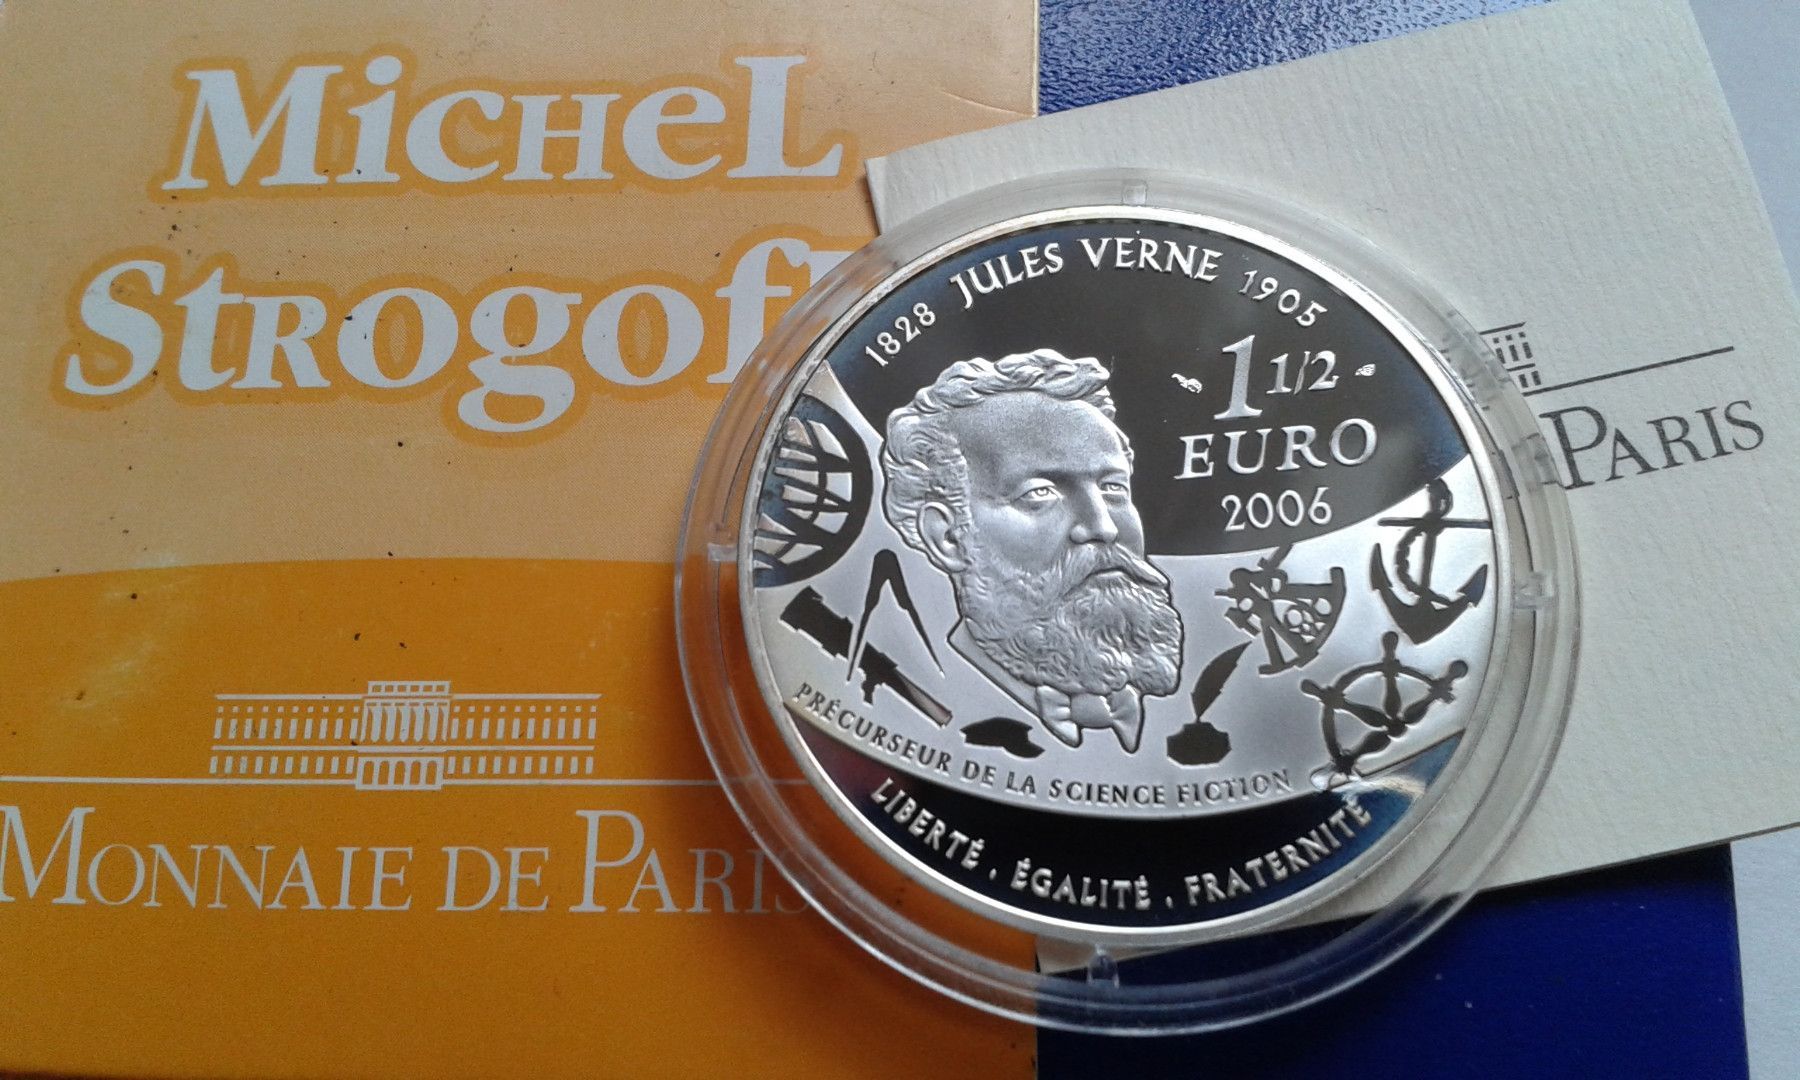 MicHeL
StRogoff
MONNAIE DE PARIS
1828 JULES VERNE 1905
1 1/2
EURO
2006
PRÉCURSEUR DE LA SCIENCE FICTION
LIBERTÉ . ÉGALITÉ . FRATERNITÉ
PARIS